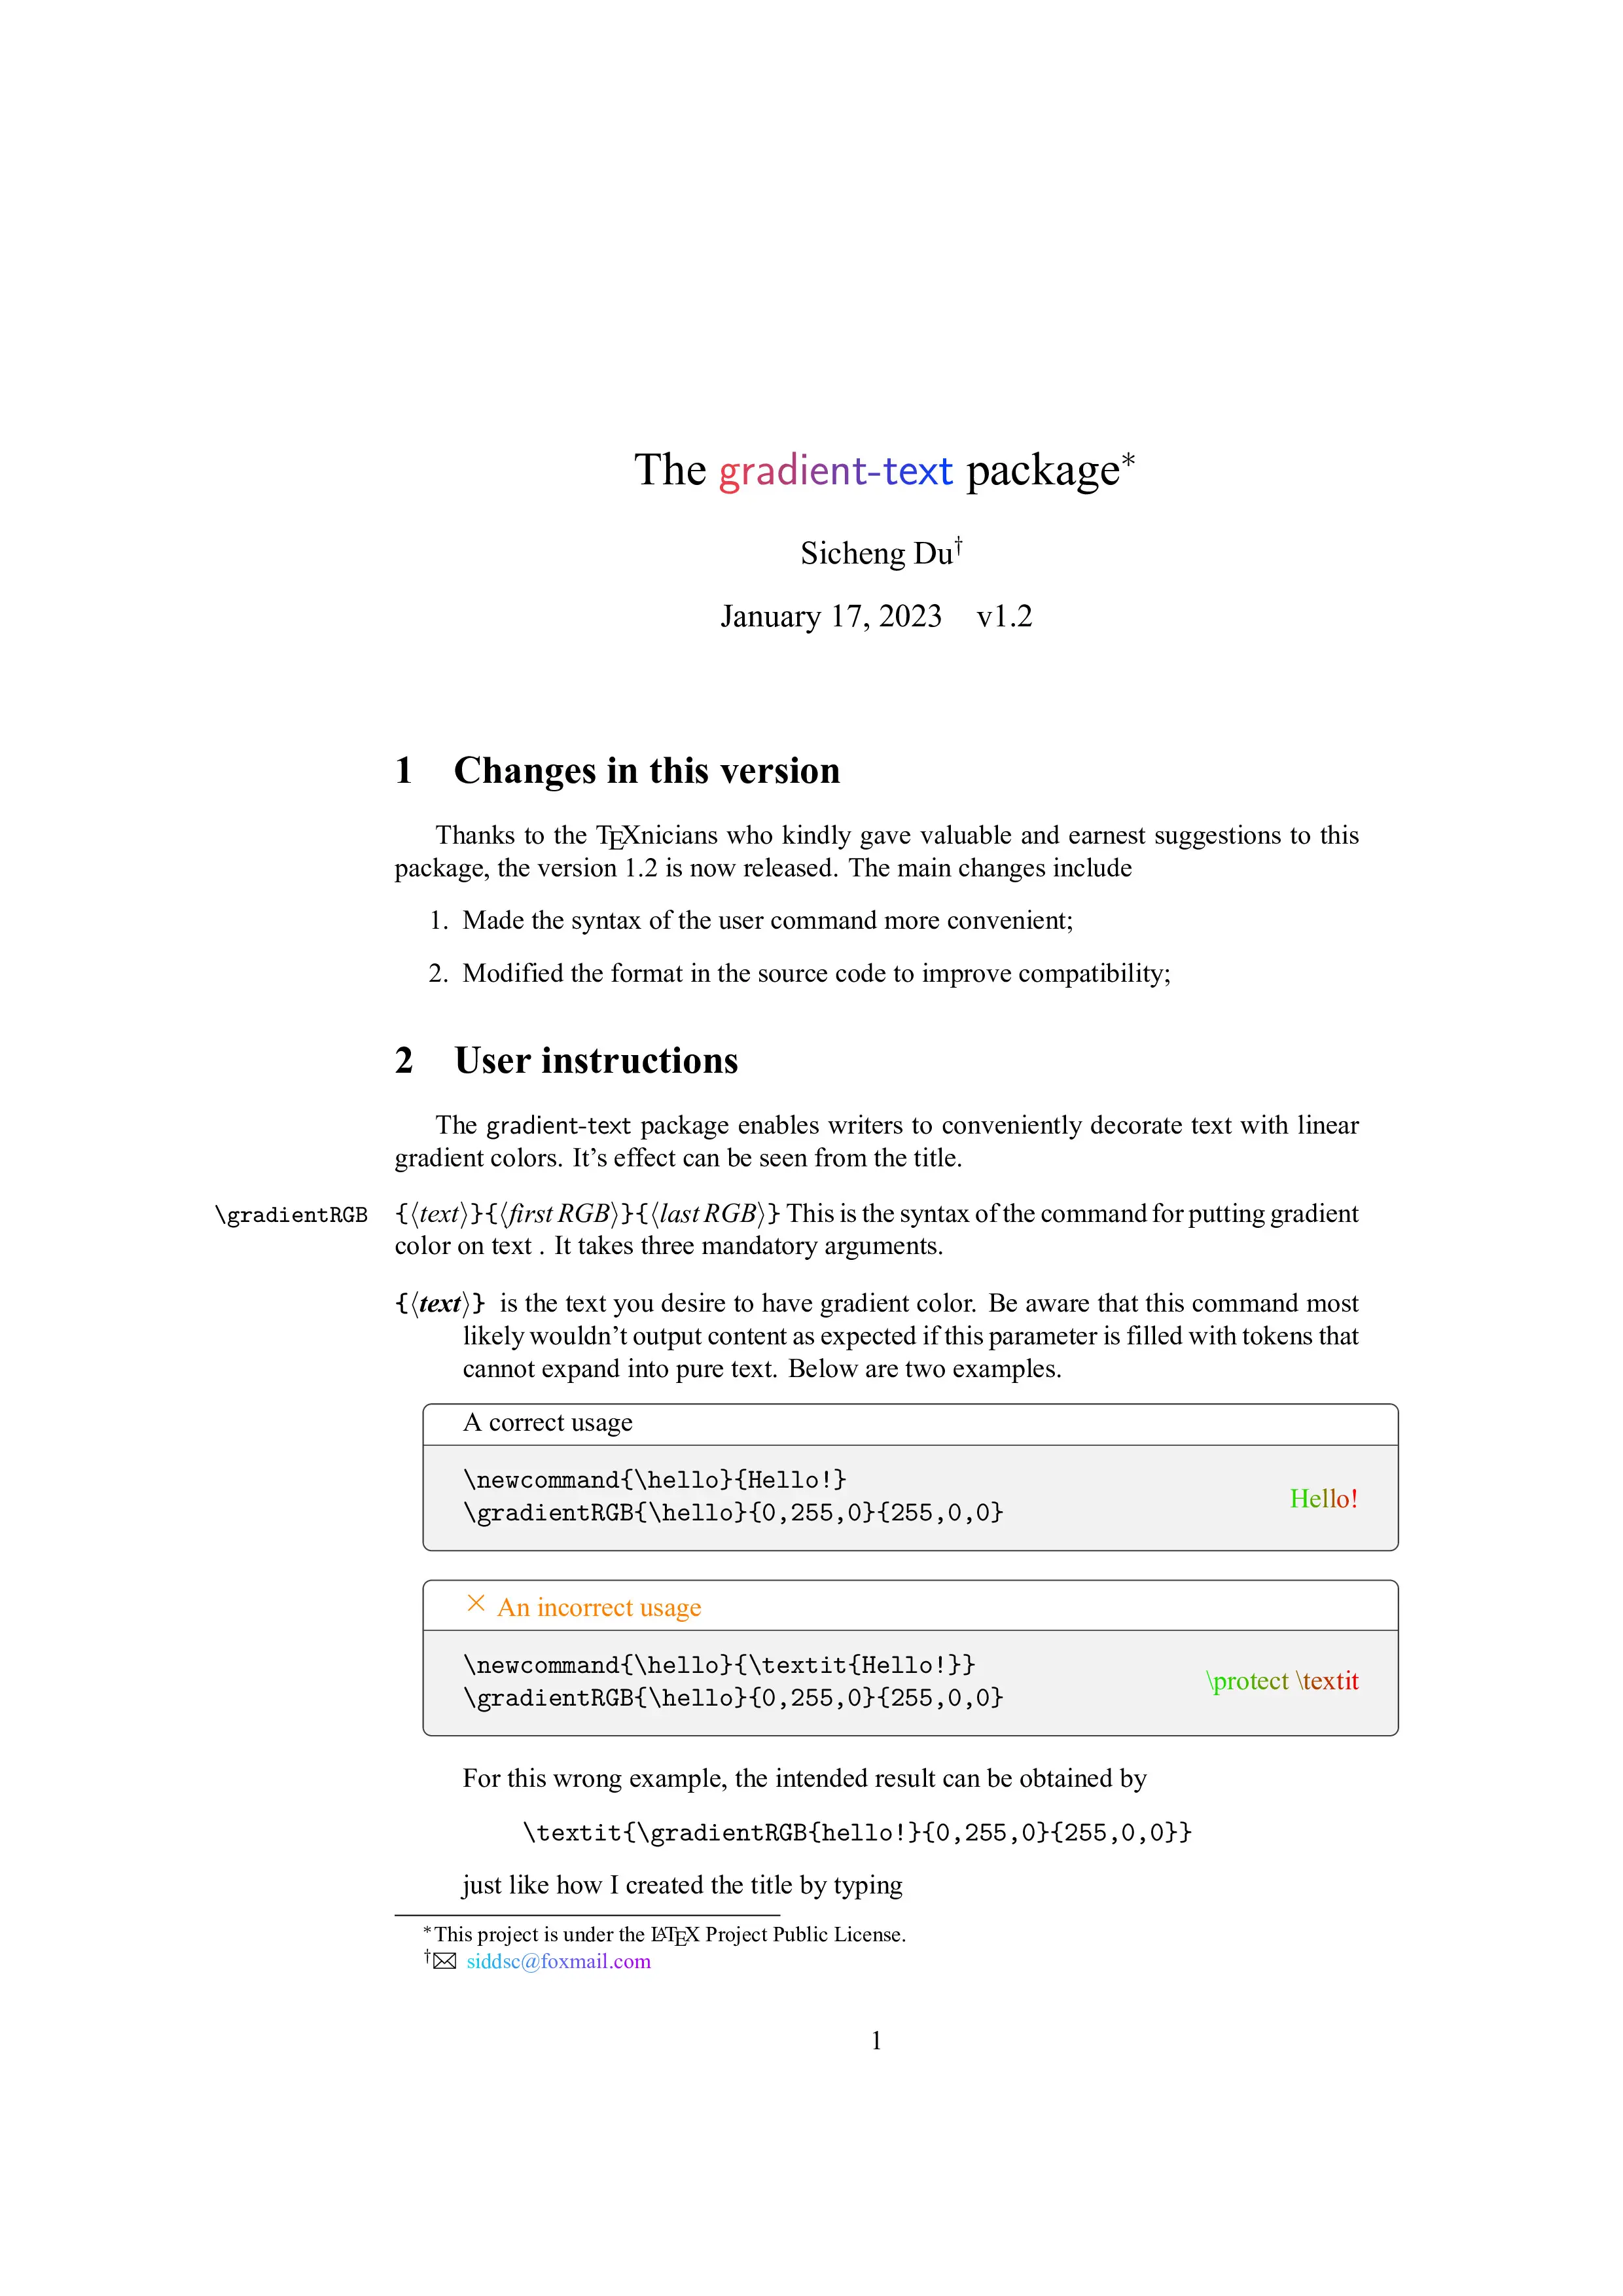 The gradient-text package*
Sicheng Du†
January 17, 2023 v1.2
1 Changes in this version
Thanks to the TEXnicians who kindly gave valuable and earnest suggestions to this
package, the version 1.2 is now released. The main changes include
1. Made the syntax of the user command more convenient;
2. Modified the format in the source code to improve compatibility;
2 User instructions
The gradient-text package enables writers to conveniently decorate text with linear
gradient colors. It’s effect can be seen from the title.
\gradientRGB {⟨text⟩}{⟨first RGB⟩}{⟨last RGB⟩} This is the syntax of the command for putting gradient
color on text . It takes three mandatory arguments.
{⟨text⟩} is the text you desire to have gradient color. Be aware that this command most
likely wouldn’t output content as expected if this parameter is filled with tokens that
cannot expand into pure text. Below are two examples.
A correct usage
\newcommand{\hello}{Hello!}
\gradientRGB{\hello}{0,255,0}{255,0,0}
Hello!
× An incorrect usage
\newcommand{\hello}{\textit{Hello!}}
\gradientRGB{\hello}{0,255,0}{255,0,0}
\protect \textit
For this wrong example, the intended result can be obtained by
\textit{\gradientRGB{hello!}{0,255,0}{255,0,0}}
just like how I created the title by typing
*This project is under the LATEX Project Public License.
†✉ siddsc@foxmail.com
1